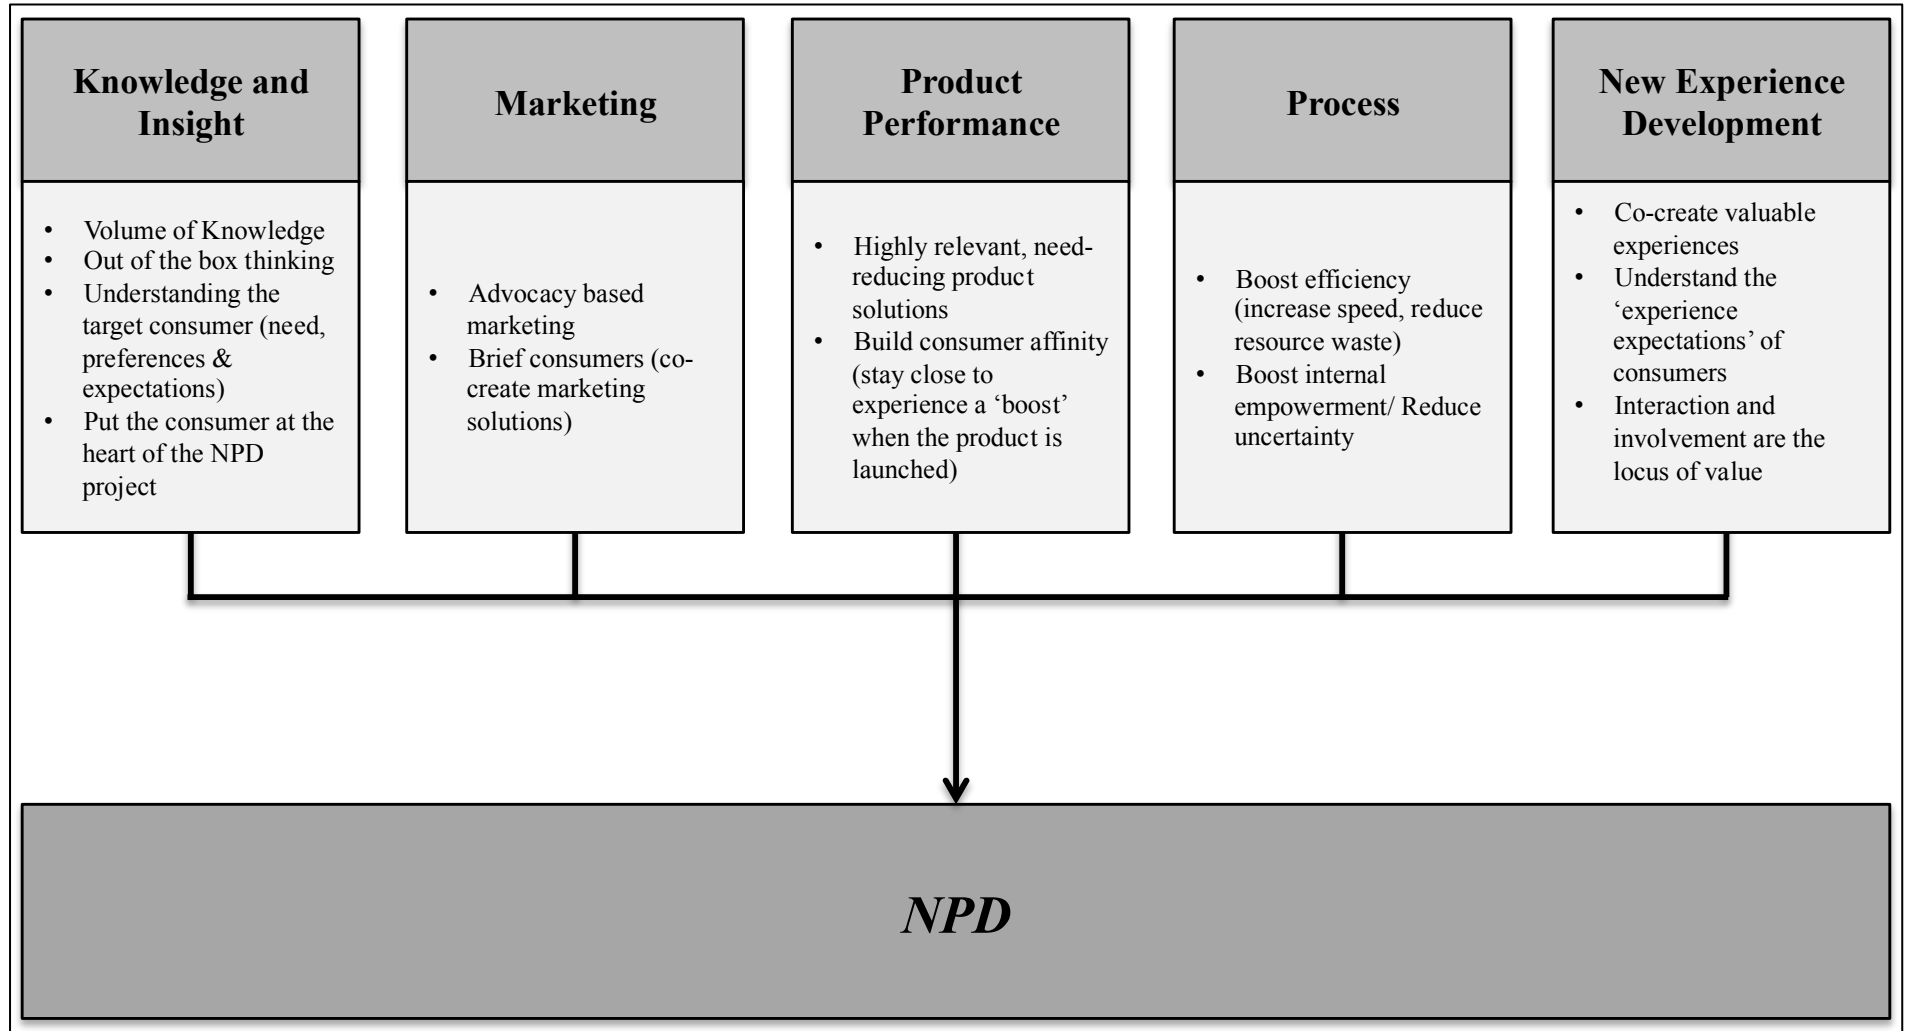 Knowledge and
Insight
• Volume of Knowledge
• Out of the box thinking
• Understanding the
target consumer (need,
preferences &
expectations)
• Put the consumer at the
heart of the NPD
project
Marketing
• Advocacy based
marketing
• Brief consumers (co-
create marketing
solutions)
Product
Performance
• Highly relevant, need-
reducing product
solutions
• Build consumer affinity
(stay close to
experience a ‘boost’
when the product is
launched)
Process
• Boost efficiency
(increase speed, reduce
resource waste)
• Boost internal
empowerment/ Reduce
uncertainty
New Experience
Development
• Co-create valuable
experiences
• Understand the
‘experience
expectations’ of
consumers
• Interaction and
involvement are the
locus of value
NPD